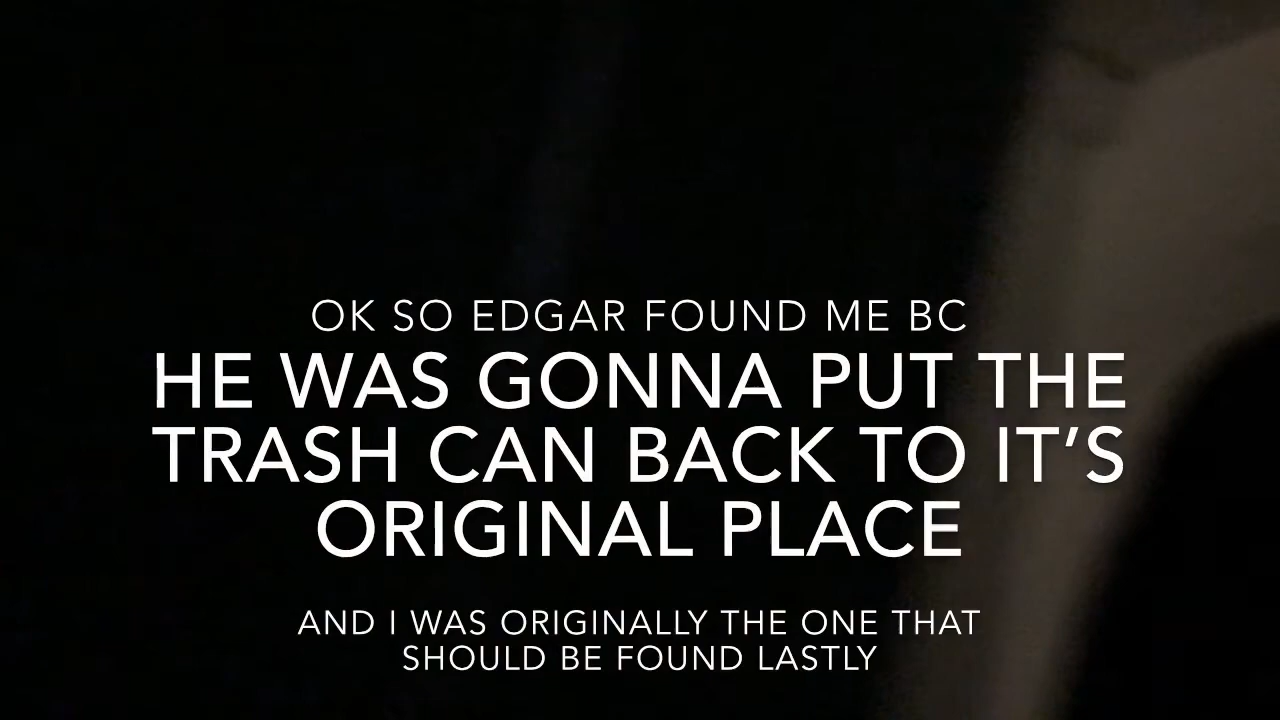 OK SO EDGAR FOUND ME BC
HE WAS GONNA PUT THE
TRASH CAN BACK TO IT’S
ORIGINAL PLACE
AND I WAS ORIGINALLY THE ONE THAT
SHOULD BE FOUND LASTLY